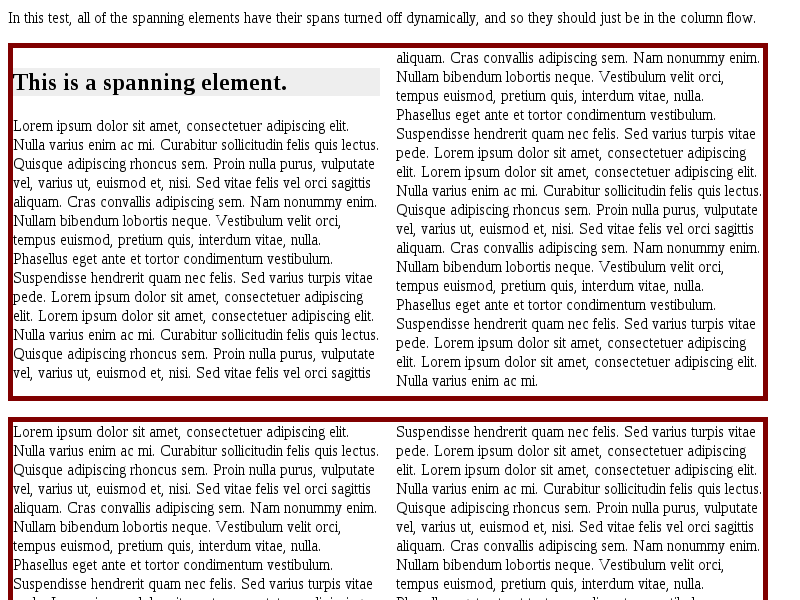 In this test, all of the spanning elements have their spans turned off dynamically, and so they should just be in the column flow.
This is a spanning element.
Lorem ipsum dolor sit amet, consectetuer adipiscing elit.
Nulla varius enim ac mi. Curabitur sollicitudin felis quis lectus.
Quisque adipiscing rhoncus sem. Proin nulla purus, vulputate
vel, varius ut, euismod et, nisi. Sed vitae felis vel orci sagittis
aliquam. Cras convallis adipiscing sem. Nam nonummy enim.
Nullam bibendum lobortis neque. Vestibulum velit orci,
tempus euismod, pretium quis, interdum vitae, nulla.
Phasellus eget ante et tortor condimentum vestibulum.
Suspendisse hendrerit quam nec felis. Sed varius turpis vitae
pede. Lorem ipsum dolor sit amet, consectetuer adipiscing
elit. Lorem ipsum dolor sit amet, consectetuer adipiscing elit.
Nulla varius enim ac mi. Curabitur sollicitudin felis quis lectus.
Quisque adipiscing rhoncus sem. Proin nulla purus, vulputate
vel, varius ut, euismod et, nisi. Sed vitae felis vel orci sagittis
aliquam. Cras convallis adipiscing sem. Nam nonummy enim.
Nullam bibendum lobortis neque. Vestibulum velit orci,
tempus euismod, pretium quis, interdum vitae, nulla.
Phasellus eget ante et tortor condimentum vestibulum.
Suspendisse hendrerit quam nec felis. Sed varius turpis vitae
pede. Lorem ipsum dolor sit amet, consectetuer adipiscing
elit. Lorem ipsum dolor sit amet, consectetuer adipiscing elit.
Nulla varius enim ac mi. Curabitur sollicitudin felis quis lectus.
Quisque adipiscing rhoncus sem. Proin nulla purus, vulputate
vel, varius ut, euismod et, nisi. Sed vitae felis vel orci sagittis
aliquam. Cras convallis adipiscing sem. Nam nonummy enim.
Nullam bibendum lobortis neque. Vestibulum velit orci,
tempus euismod, pretium quis, interdum vitae, nulla.
Phasellus eget ante et tortor condimentum vestibulum.
Suspendisse hendrerit quam nec felis. Sed varius turpis vitae
pede. Lorem ipsum dolor sit amet, consectetuer adipiscing
elit. Lorem ipsum dolor sit amet, consectetuer adipiscing elit.
Nulla varius enim ac mi.
Lorem ipsum dolor sit amet, consectetuer adipiscing elit.
Nulla varius enim ac mi. Curabitur sollicitudin felis quis lectus.
Quisque adipiscing rhoncus sem. Proin nulla purus, vulputate
vel, varius ut, euismod et, nisi. Sed vitae felis vel orci sagittis
aliquam. Cras convallis adipiscing sem. Nam nonummy enim.
Nullam bibendum lobortis neque. Vestibulum velit orci,
tempus euismod, pretium quis, interdum vitae, nulla.
Phasellus eget ante et tortor condimentum vestibulum.
Suspendisse hendrerit quam nec felis. Sed varius turpis vitae
Suspendisse hendrerit quam nec felis. Sed varius turpis vitae
pede. Lorem ipsum dolor sit amet, consectetuer adipiscing
elit. Lorem ipsum dolor sit amet, consectetuer adipiscing elit.
Nulla varius enim ac mi. Curabitur sollicitudin felis quis lectus.
Quisque adipiscing rhoncus sem. Proin nulla purus, vulputate
vel, varius ut, euismod et, nisi. Sed vitae felis vel orci sagittis
aliquam. Cras convallis adipiscing sem. Nam nonummy enim.
Nullam bibendum lobortis neque. Vestibulum velit orci,
tempus euismod, pretium quis, interdum vitae, nulla.